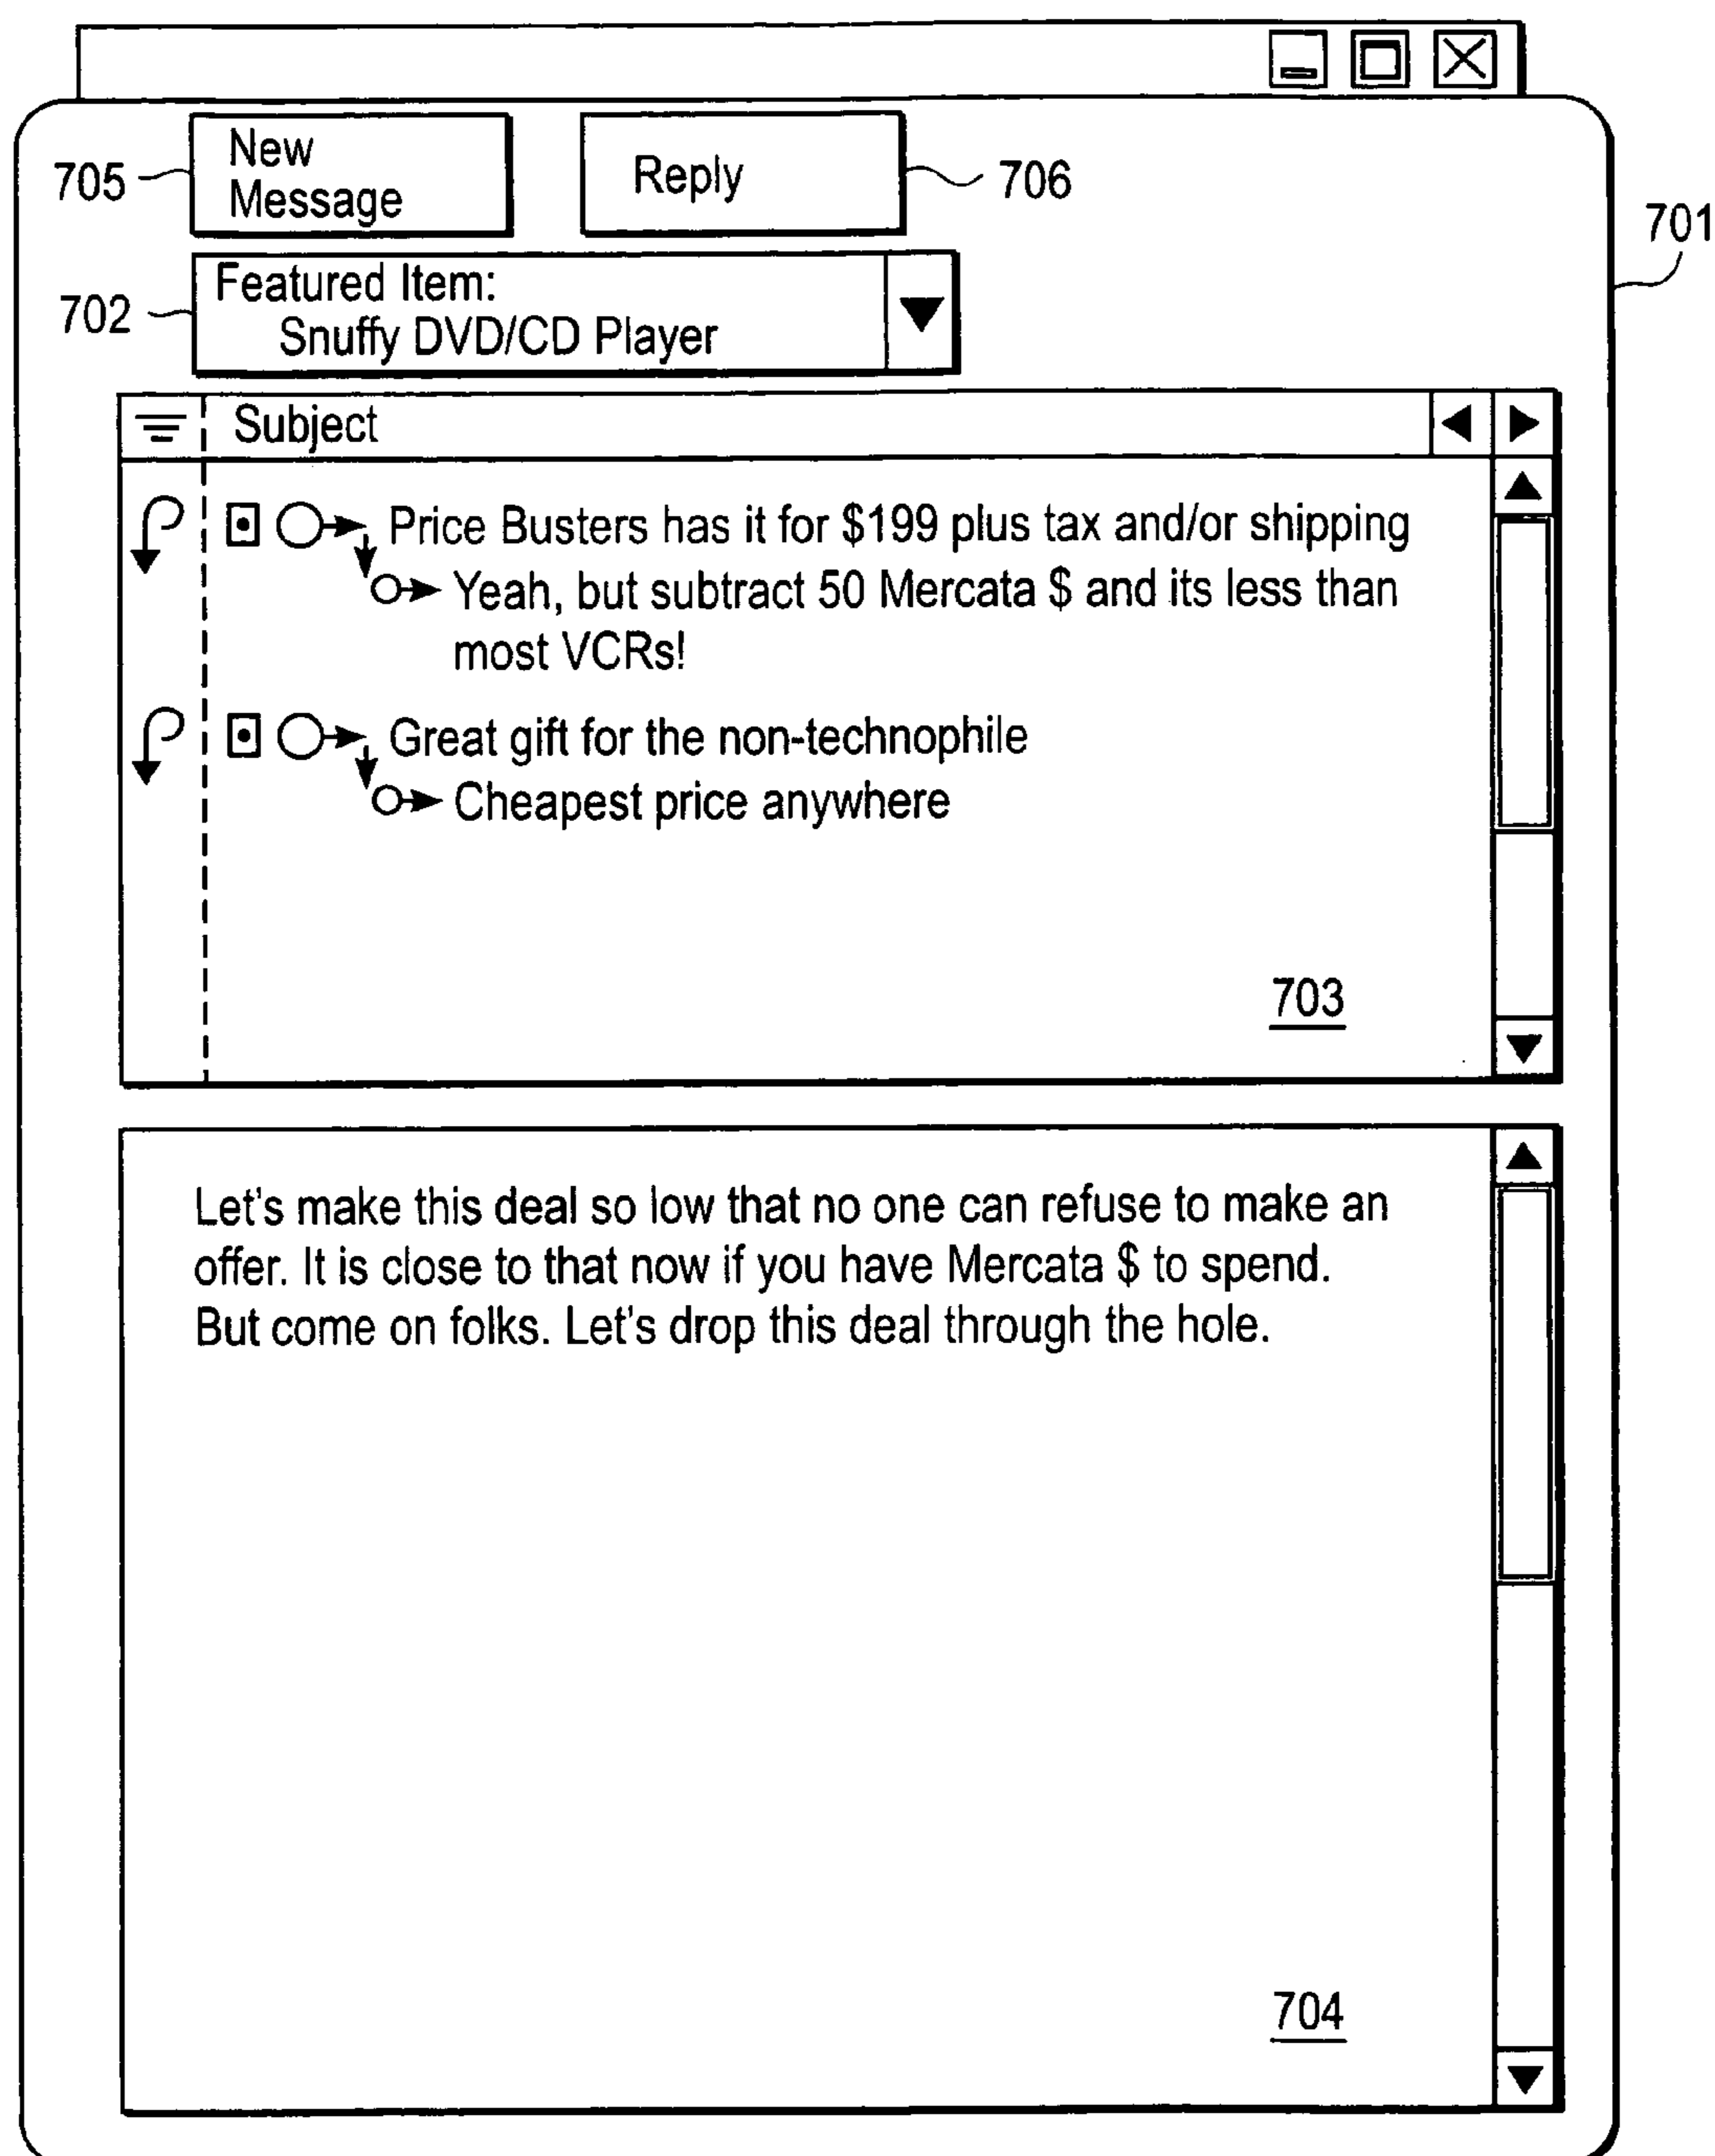 New
Message
705
Reply
706
701
Featured Item:
Snuffy DVD/CD Player
702
Subject
Price Busters has it for $199 plus tax and/or shipping
Yeah, but subtract 50 Mercata $ and its less than
most VCRs!
Great gift for the non-technophile
Cheapest price anywhere
703
Let's make this deal so low that no one can refuse to make an
offer. It is close to that now if you have Mercata $ to spend.
But come on folks. Let's drop this deal through the hole.
704